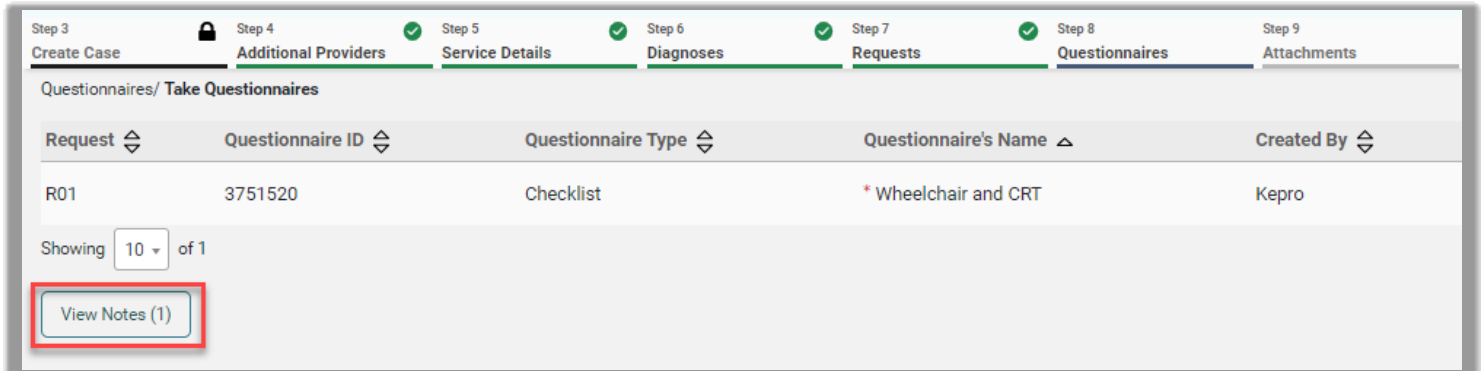 Step 3 Step 4 Step 5 Step 6 Step 7 Step 8 Step 9
Create Case Additional Providers Service Details Diagnoses Requests Questionnaires Attachments
Questionnaires/ Take Questionnaires
Request Questionnaire ID Questionnaire Type Questionnaire's Name Created By
R01 3751520 Checklist * Wheelchair and CRT Kepro
Showing 10 of 1
View Notes (1)